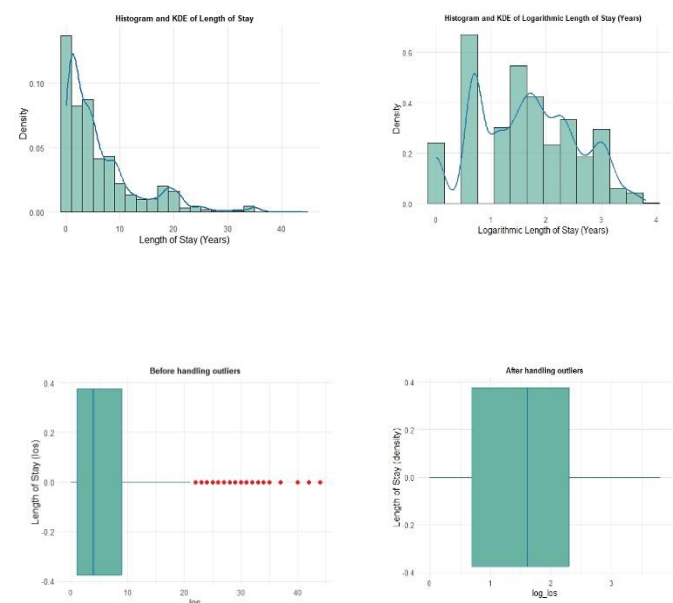 Histogram and KDE of Length of Stay
Density
0.10
0.05
0.00
0 10 20 30 40
Length of Stay (Years)
Histogram and KDE of Logarithmic Length of Stay (Years)
Density
0.6
0.4
0.2
0.0
0 1 2 3 4
Logarithmic Length of Stay (Years)
Before handling outliers
Length of Stay (los)
0.4
0.2
0.0
-0.2
-0.4
0 10 20 30 40
los
After handling outliers
Length of Stay (density)
0.4
0.2
0.0
-0.2
-0.4
0 1 2 3
log_los